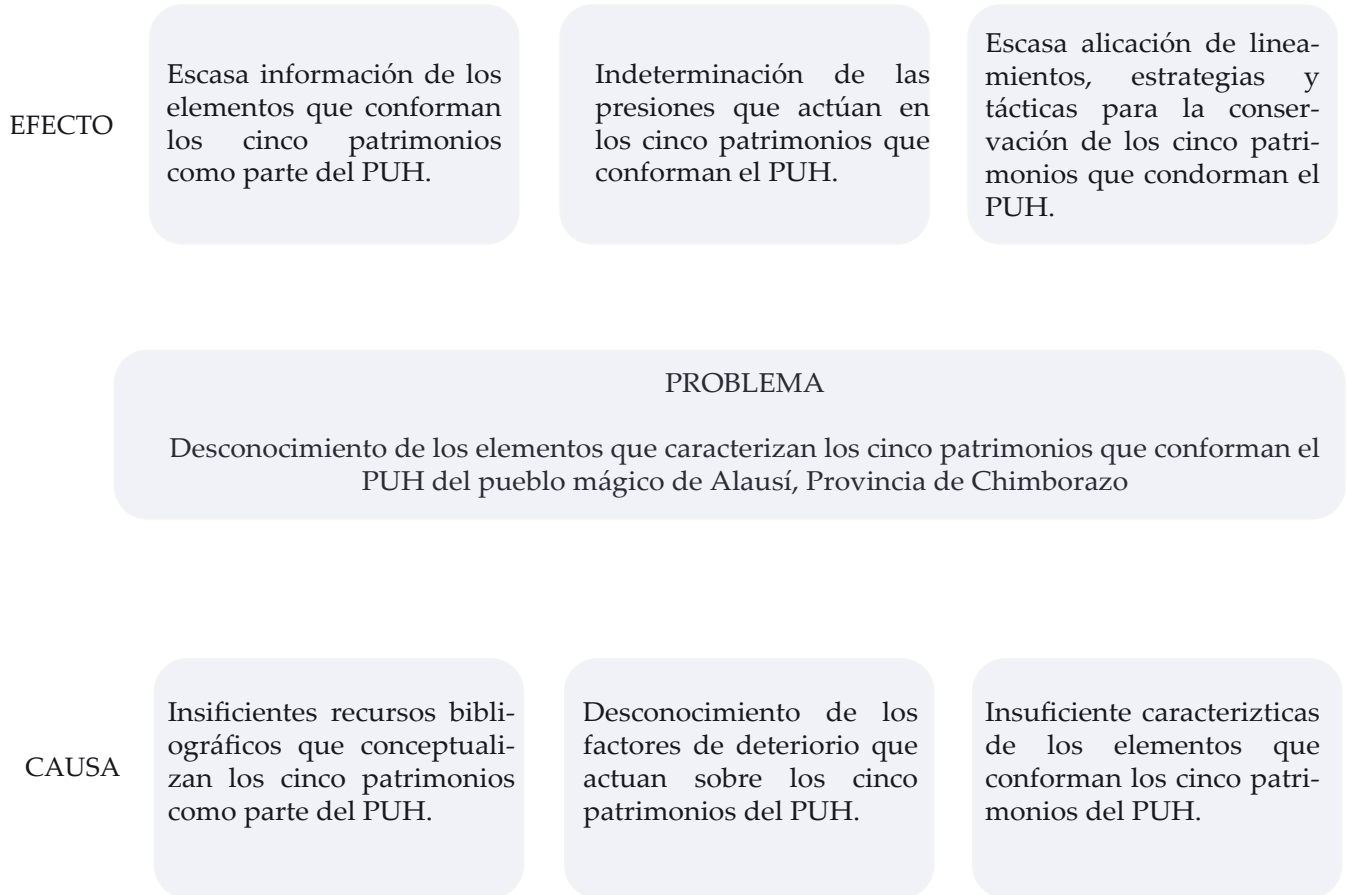 EFECTO
Escasa información de los
elementos que conforman
los cinco patrimonios
como parte del PUH.
Indeterminación de las
presiones que actúan en
los cinco patrimonios que
conforman el PUH.
Escasa alicación de linea-
mientos, estrategias y
tácticas para la conser-
vación de los cinco patri-
monios que condorman el
PUH.
PROBLEMA
Desconocimiento de los elementos que caracterizan los cinco patrimonios que conforman el
PUH del pueblo mágico de Alausí, Provincia de Chimborazo
CAUSA
Insificientes recursos bibli-
ográficos que conceptuali-
zan los cinco patrimonios
como parte del PUH.
Desconocimiento de los
factores de deteriorio que
actuan sobre los cinco
patrimonios del PUH.
Insuficiente caracterizticas
de los elementos que
conforman los cinco patri-
monios del PUH.